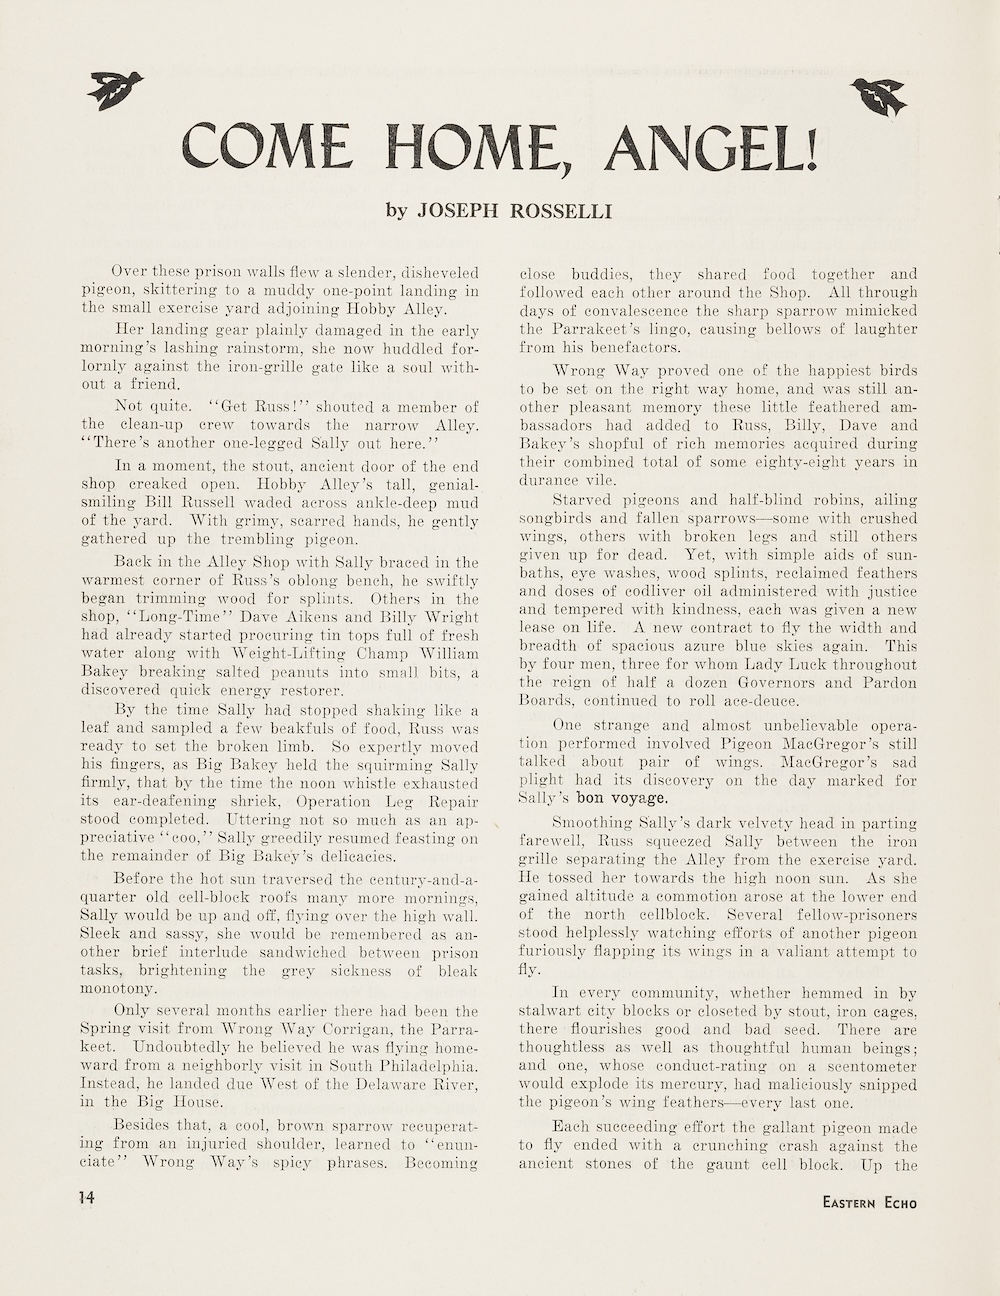 COME HOME, ANGEL!
by JOSEPH ROSSELLI
Over these prison walls flew a slender, disheveled
pigeon, skittering to a muddy one-point landing in
the small exercise yard adjoining Hobby Alley.
Her landing gear plainly damaged in the early
morning's lashing rainstorm, she now huddled for-
lornly against the iron-grille gate like a soul with-
out a friend.
Not quite. "Get Russ!" shouted a member of
the clean-up crew towards the narrow Alley.
"There's another one-legged Sally out here."
In a moment, the stout, ancient door of the end
shop creaked open. Hobby Alley's tall, genial-
smiling Bill Russell waded across ankle-deep mud
of the yard. With grimy, scarred hands, he gently
gathered up the trembling pigeon.
Back in the Alley Shop with Sally braced in the
warmest corner of Russ's oblong bench, he swiftly
began trimming wood for splints. Others in the
shop, "Long-Time" Dave Aikens and Billy Wright
had already started procuring tin tops full of fresh
water along with Weight-Lifting Champ William
Bakey breaking salted peanuts into small bits, a
discovered quick energy restorer.
By the time Sally had stopped shaking like a
leaf and sampled a few beakfuls of food, Russ was
ready to set the broken limb. So expertly moved
his fingers, as Big Bakey held the squirming Sally
firmly, that by the time the noon whistle exhausted
its ear-deafening shriek, Operation Leg Repair
stood completed. Uttering not so much as an ap-
preciative "coo," Sally greedily resumed feasting on
the remainder of Big Bakey's delicacies.
Before the hot sun traversed the century-and-a-
quarter old cell-block roofs many more mornings,
Sally would be up and off, flying over the high wall.
Sleek and sassy, she would be remembered as an-
other brief interlude sandwiched between prison
tasks, brightening the grey sickness of bleak
monotony.
Only several months earlier there had been the
Spring visit from Wrong Way Corrigan, the Parra-
keet. Undoubtedly he believed he was flying home-
ward from a neighborly visit in South Philadelphia.
Instead, he landed due West of the Delaware River,
in the Big House.
Besides that, a cool, brown sparrow recuperat-
ing from an injuried shoulder, learned to "enun-
ciate" Wrong Way's spicy phrases. Becoming
close buddies, they shared food together and
followed each other around the Shop. All through
days of convalescence the sharp sparrow mimicked
the Parrakeet's lingo, causing bellows of laughter
from his benefactors.
Wrong Way proved one of the happiest birds
to be set on the right way home, and was still an-
other pleasant memory these little feathered am-
bassadors had added to Russ, Billy, Dave and
Bakey's shopful of rich memories acquired during
their combined total of some eighty-eight years in
durance vile.
Starved pigeons and half-blind robins, ailing
songbirds and fallen sparrows—some with crushed
wings, others with broken legs and still others
given up for dead. Yet, with simple aids of sun-
baths, eye washes, wood splints, reclaimed feathers
and doses of codliver oil administered with justice
and tempered with kindness, each was given a new
lease on life. A new contract to fly the width and
breadth of spacious azure blue skies again. This
by four men, three for whom Lady Luck throughout
the reign of half a dozen Governors and Pardon
Boards, continued to roll ace-deuce.
One strange and almost unbelievable opera-
tion performed involved Pigeon MacGregor's still
talked about pair of wings. MacGregor's sad
plight had its discovery on the day marked for
Sally's bon voyage.
Smoothing Sally's dark velvety head in parting
farewell, Russ squeezed Sally between the iron
grille separating the Alley from the exercise yard.
He tossed her towards the high noon sun. As she
gained altitude a commotion arose at the lower end
of the north cellblock. Several fellow-prisoners
stood helplessly watching efforts of another pigeon
furiously flapping its wings in a valiant attempt to
fly.
In every community, whether hemmed in by
stalwart city blocks or closeted by stout, iron cages,
there flourishes good and bad seed. There are
thoughtless as well as thoughtful human beings;
and one, whose conduct-rating on a scentometer
would explode its mercury, had maliciously snipped
the pigeon's wing feathers—every last one.
Each succeeding effort the gallant pigeon made
to fly ended with a crunching crash against the
ancient stones of the gaunt cell block. Up the
14
EASTERN ECHO